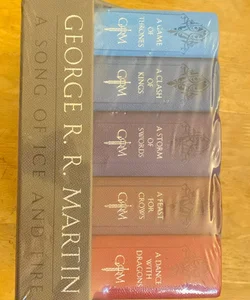 GEORGE R. R. MARTIN
A SONG OF ICE AND FIRE
A GAME
OF
THRONES
GRRM
A CLASH
OF
KINGS
GRRM
A STORM
OF
SWORDS
GRRM
A FEAST
FOR
CROWS
GRRM
A DANCE
WITH
DRAGONS
GRRM